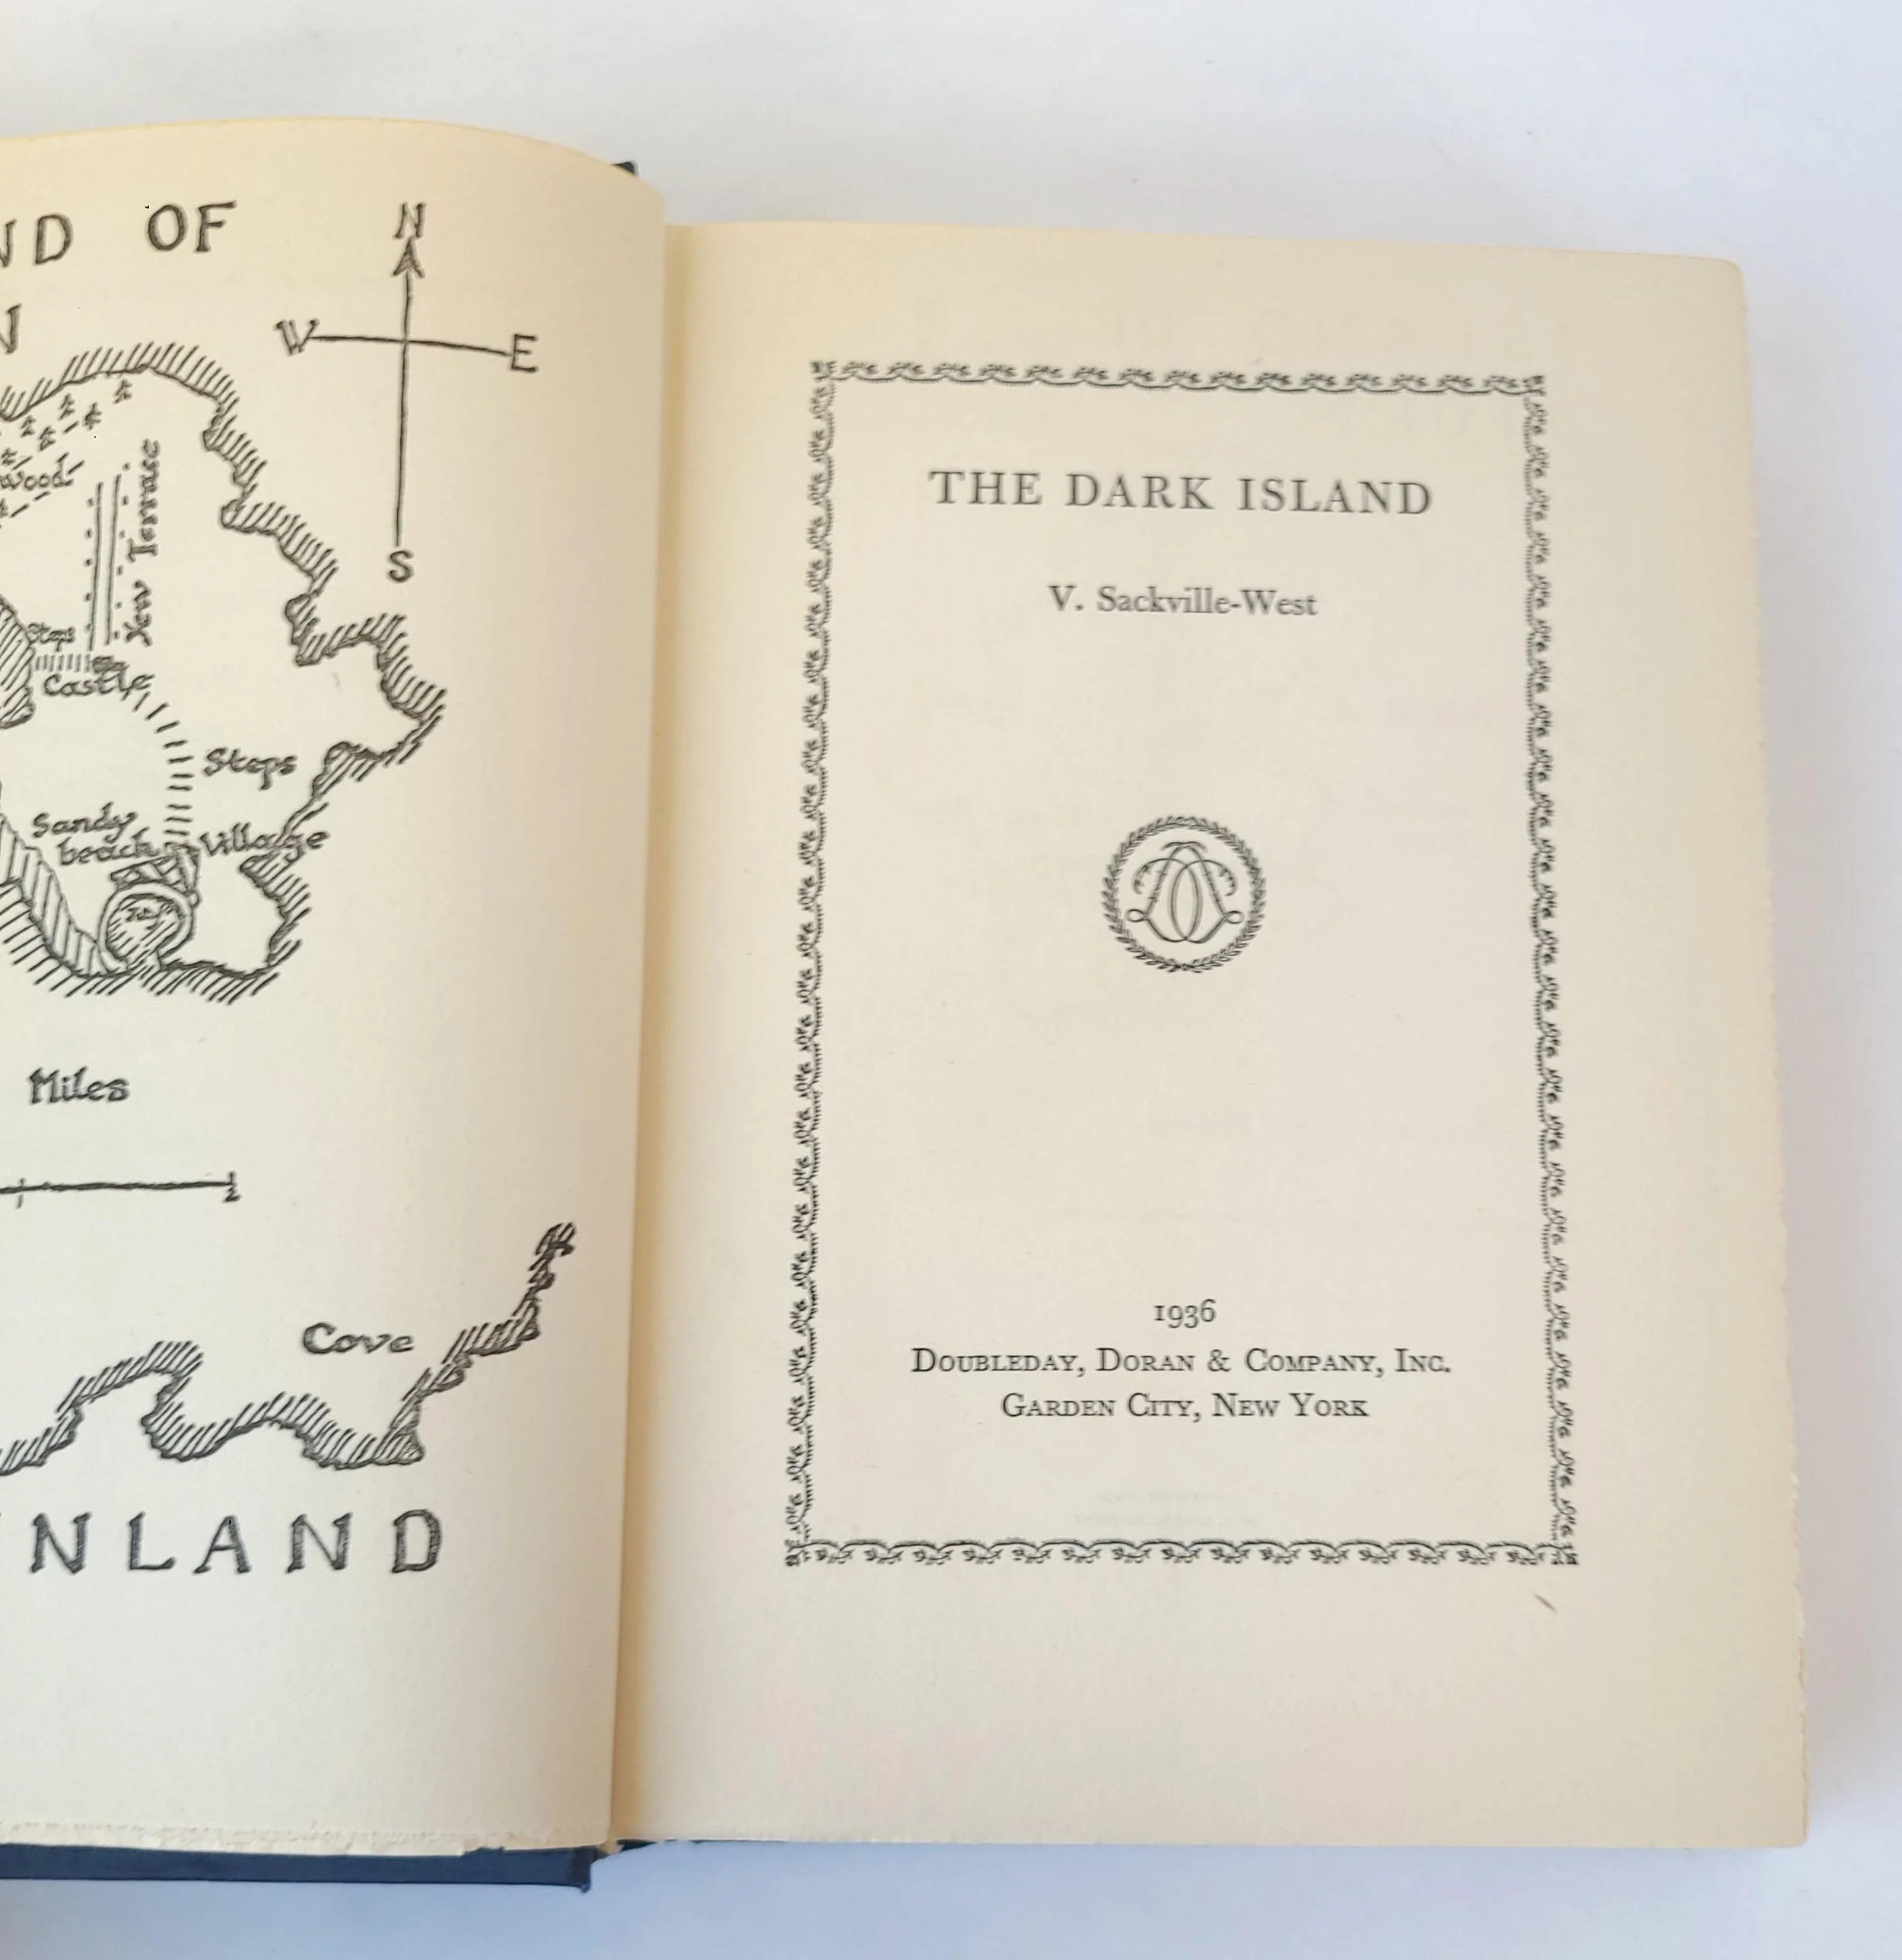 ND OF
N
N
W E
S
Wood
Yew Terrace
Steps
Castle
Steps
Sandy
beach
Village
Miles
2
Cove
NLAND
THE DARK ISLAND
V. Sackville-West
1936
Doubleday, Doran & Company, Inc.
Garden City, New York